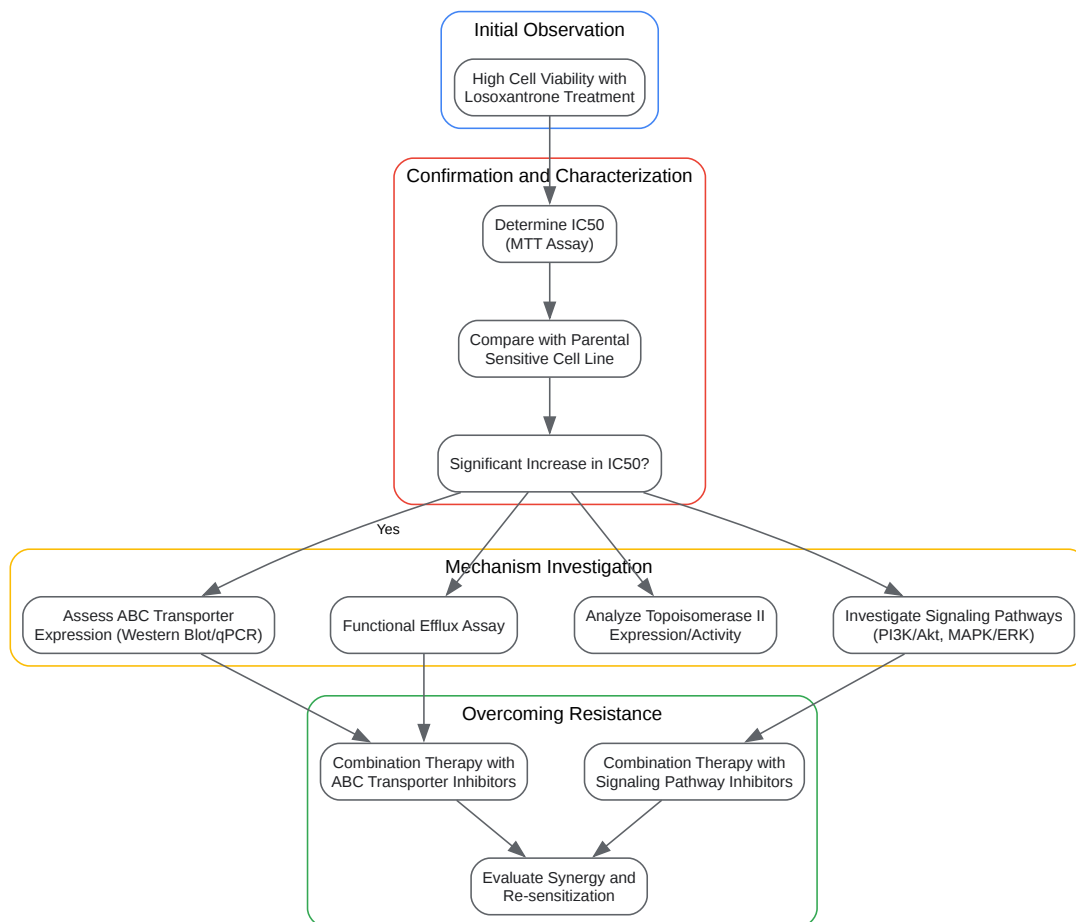 Initial Observation
High Cell Viability with
Losoxantrone Treatment
Confirmation and Characterization
Determine IC50
(MTT Assay)
Compare with Parental
Sensitive Cell Line
Significant Increase in IC50?
Yes
Mechanism Investigation
Assess ABC Transporter
Expression (Western Blot/qPCR)
Functional Efflux Assay
Analyze Topoisomerase II
Expression/Activity
Investigate Signaling Pathways
(PI3K/Akt, MAPK/ERK)
Overcoming Resistance
Combination Therapy with
ABC Transporter Inhibitors
Combination Therapy with
Signaling Pathway Inhibitors
Evaluate Synergy and
Re-sensitization